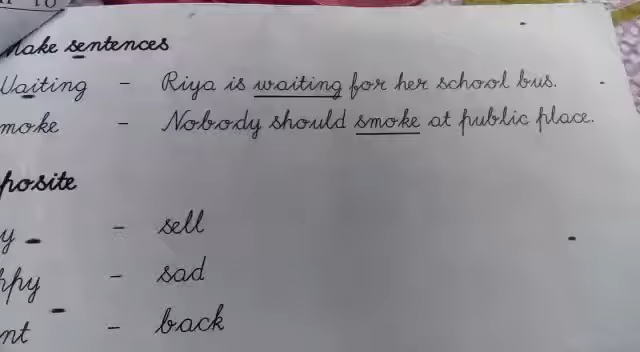 Make sentences
Waiting - Riya is waiting for her school bus.
moke - Nobody should smoke at public place.
posite
y - sell
ppy - sad
nt - back